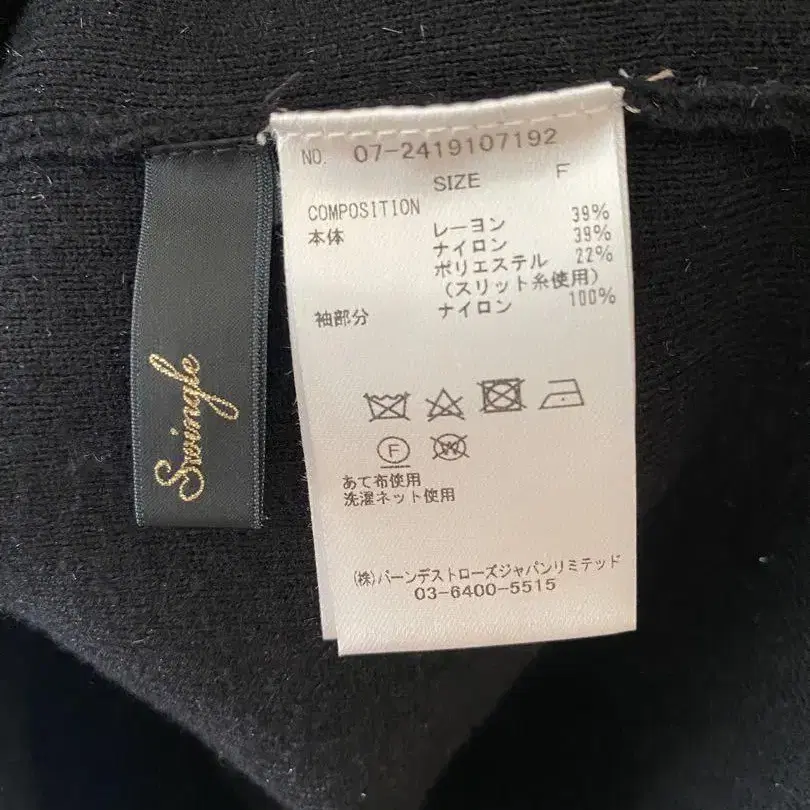 Swingle
NO. 07-2419107192
SIZE F
COMPOSITION
本体 レーヨン 39%
ナイロン 39%
ポリエステル 22%
(スリット糸使用)
袖部分 ナイロン 100%
F W
あて布使用
洗濯ネット使用
(株)バーンデストローズジャパンリミテッド
03-6400-5515